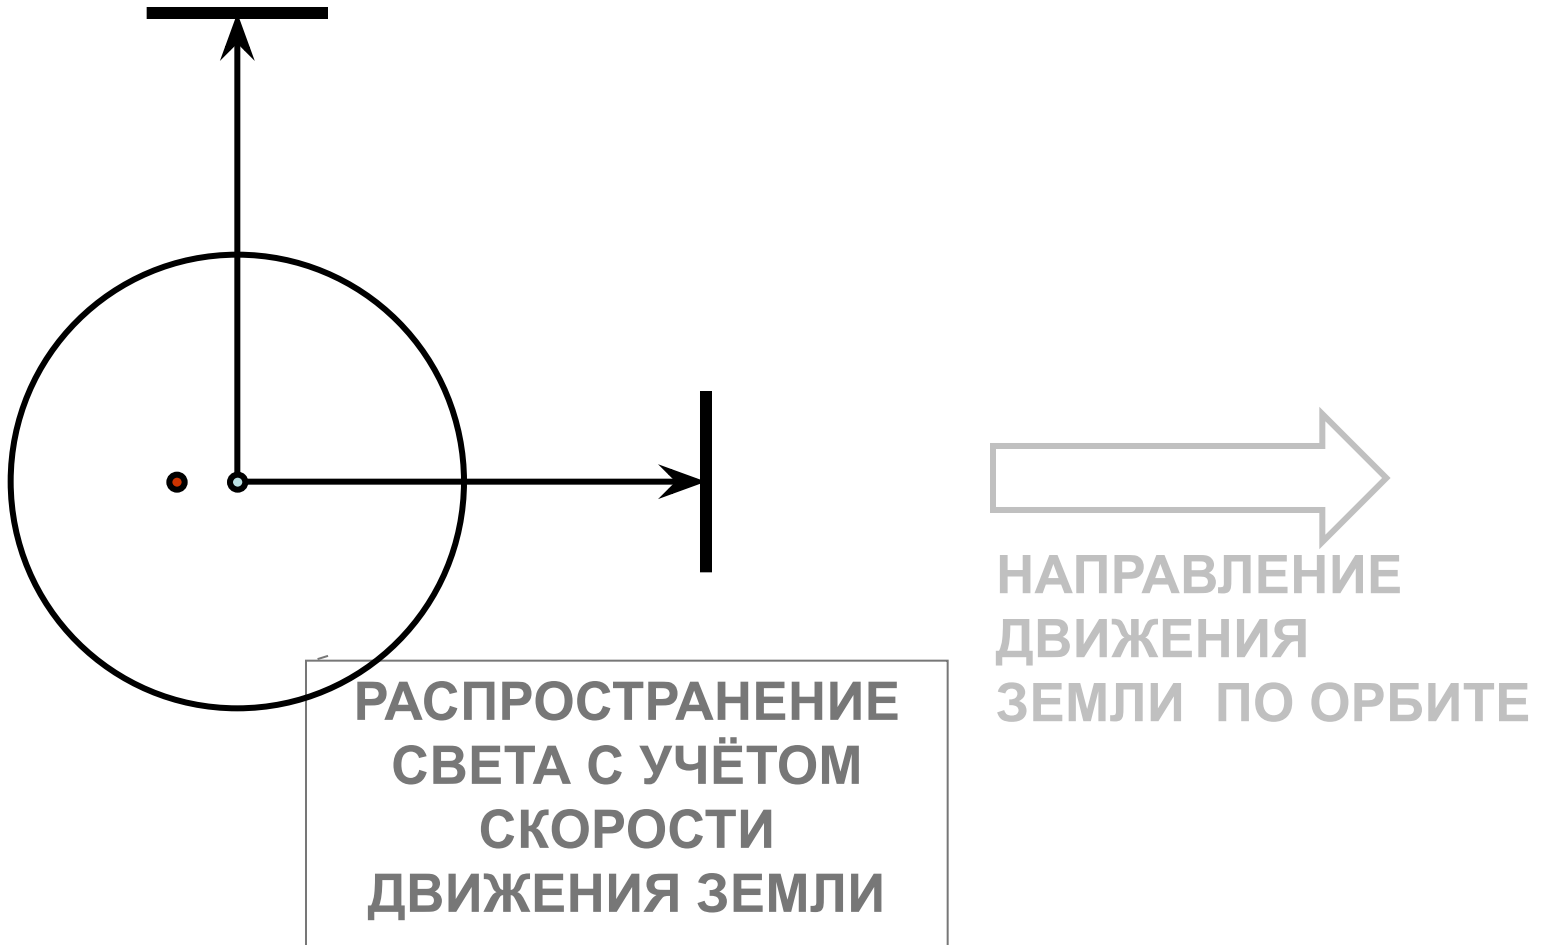 РАСПРОСТРАНЕНИЕ
СВЕТА С УЧЁТОМ
СКОРОСТИ
ДВИЖЕНИЯ ЗЕМЛИ
НАПРАВЛЕНИЕ
ДВИЖЕНИЯ
ЗЕМЛИ ПО ОРБИТЕ